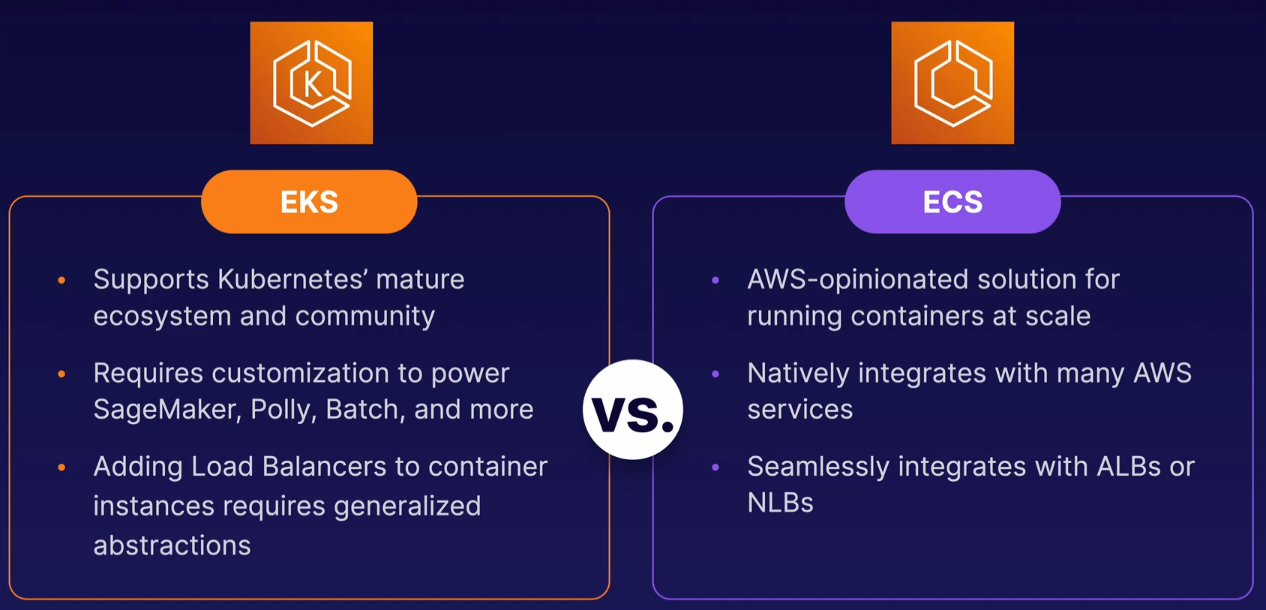 K
EKS
• Supports Kubernetes’ mature
ecosystem and community
• Requires customization to power
SageMaker, Polly, Batch, and more
• Adding Load Balancers to container
instances requires generalized
abstractions
vs.
ECS
• AWS-opinionated solution for
running containers at scale
• Natively integrates with many AWS
services
• Seamlessly integrates with ALBs or
NLBs